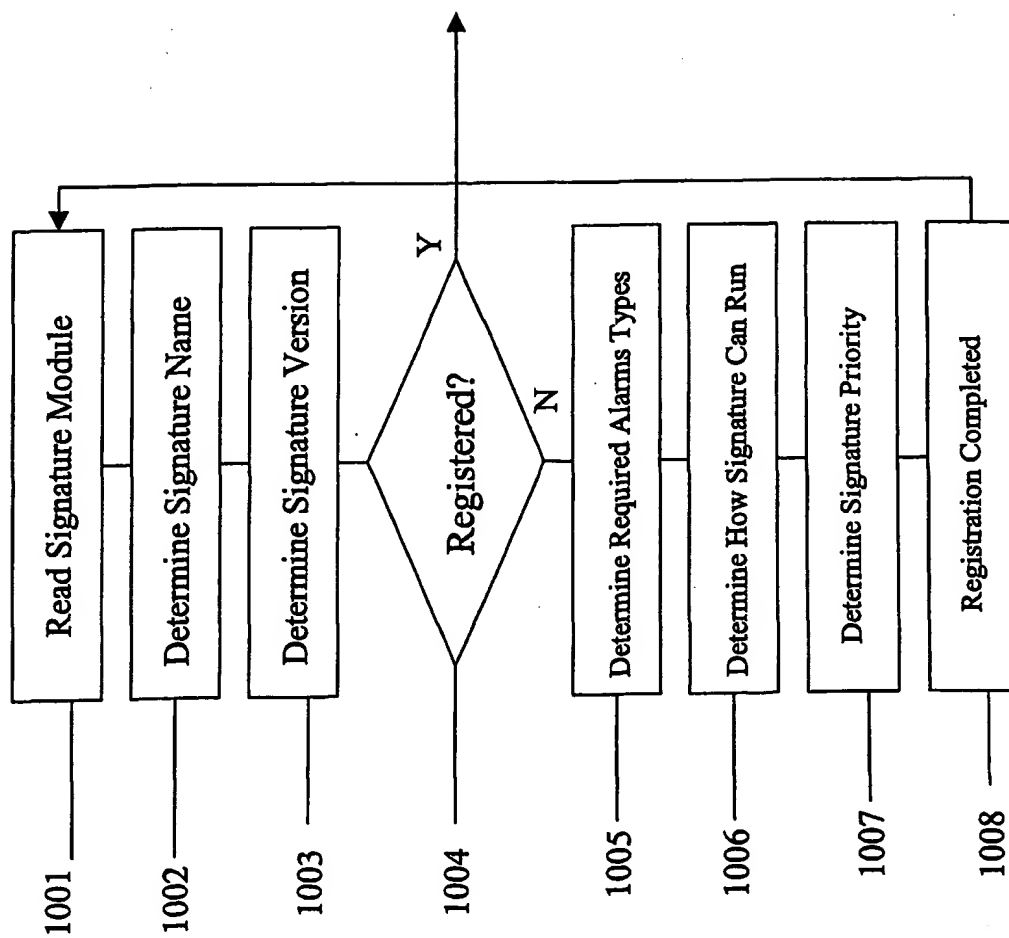 1001
Read Signature Module
1002
Determine Signature Name
1003
Determine Signature Version
1004
Registered?
Y
N
1005
Determine Required Alarms Types
1006
Determine How Signature Can Run
1007
Determine Signature Priority
1008
Registration Completed